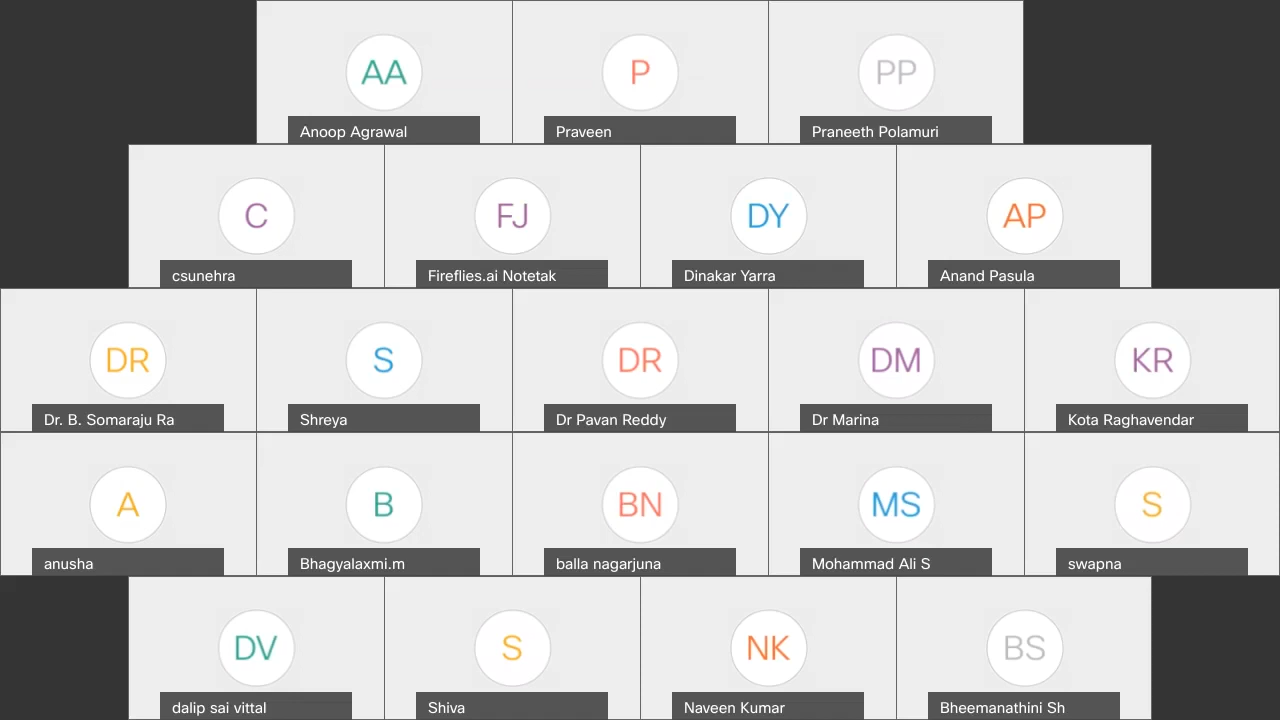 AA
Anoop Agrawal
P
Praveen
PP
Praneeth Polamuri
C
csunehra
FJ
Fireflies.ai Notetak
DY
Dinakar Yarra
AP
Anand Pasula
DR
Dr. B. Somaraju Ra
S
Shreya
DR
Dr Pavan Reddy
DM
Dr Marina
KR
Kota Raghavendar
A
anusha
B
Bhagyalaxmi.m
BN
balla nagarjuna
MS
Mohammad Ali S
S
swapna
DV
dalip sai vittal
S
Shiva
NK
Naveen Kumar
BS
Bheemanathini Sh